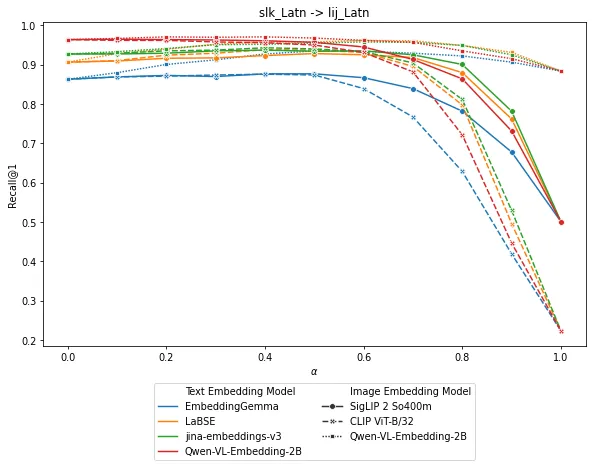 slk_Latn -> lij_Latn
Recall@1
1.0
0.9
0.8
0.7
0.6
0.5
0.4
0.3
0.2
0.0 0.2 0.4 0.6 0.8 1.0
α
Text Embedding Model Image Embedding Model
EmbeddingGemma SigLIP 2 So400m
LaBSE CLIP ViT-B/32
jina-embeddings-v3 Qwen-VL-Embedding-2B
Qwen-VL-Embedding-2B